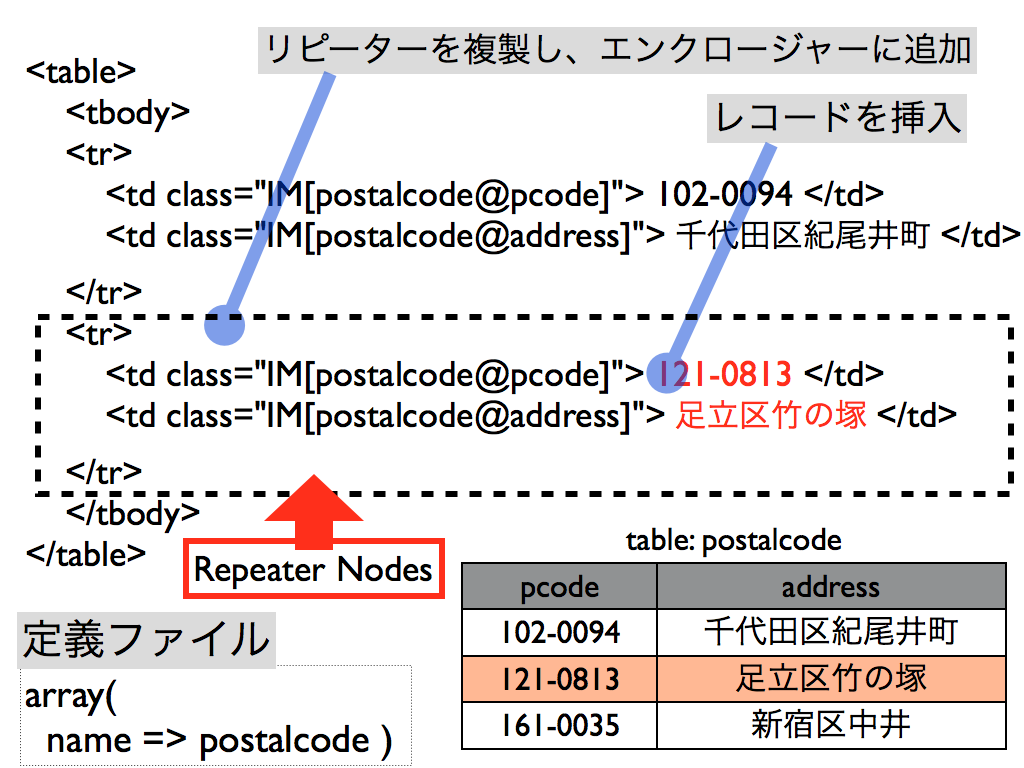 リピーターを複製し、エンクロージャーに追加
<table>
<tbody>
レコードを挿入
<tr>
<td class="IM[postalcode@pcode]"> 102-0094 </td>
<td class="IM[postalcode@address]"> 千代田区紀尾井町 </td>
</tr>
<tr>
<td class="IM[postalcode@pcode]"> 121-0813 </td>
<td class="IM[postalcode@address]"> 足立区竹の塚 </td>
</tr>
</tbody>
</table>
Repeater Nodes
定義ファイル
array(
name => postalcode )
table: postalcode
pcode address
102-0094 千代田区紀尾井町
121-0813 足立区竹の塚
161-0035 新宿区中井